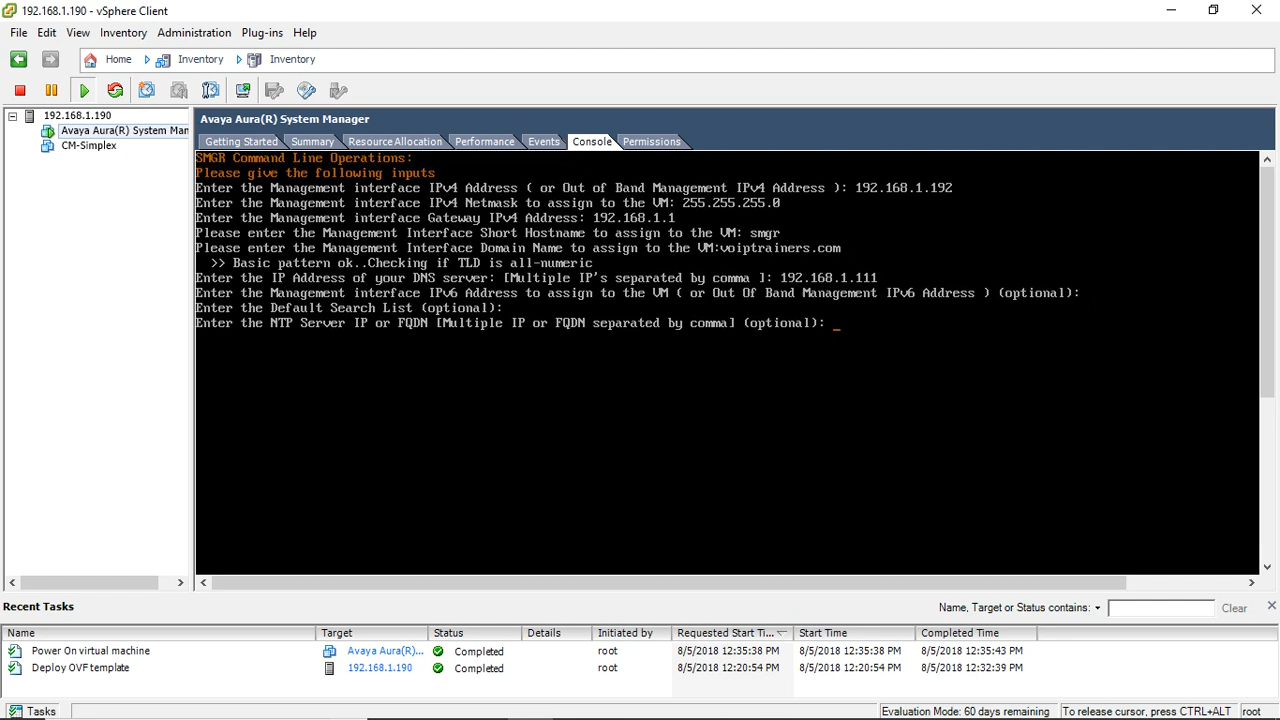 192.168.1.190 - vSphere Client
File Edit View Inventory Administration Plug-ins Help
Home Inventory Inventory
192.168.1.190
Avaya Aura(R) System Man
CM-Simplex
Avaya Aura(R) System Manager
Getting Started Summary Resource Allocation Performance Events Console Permissions
SMGR Command Line Operations:
Please give the following inputs
Enter the Management interface IPv4 Address ( or Out of Band Management IPv4 Address ): 192.168.1.192
Enter the Management interface IPv4 Netmask to assign to the VM: 255.255.255.0
Enter the Management interface Gateway IPv4 Address: 192.168.1.1
Please enter the Management Interface Short Hostname to assign to the VM: smgr
Please enter the Management Interface Domain Name to assign to the VM:voiptrainers.com
>> Basic pattern ok..Checking if TLD is all-numeric
Enter the IP Address of your DNS server: [Multiple IP's separated by comma ]: 192.168.1.111
Enter the Management interface IPv6 Address to assign to the VM ( or Out Of Band Management IPv6 Address ) (optional):
Enter the Default Search List (optional):
Enter the NTP Server IP or FQDN [Multiple IP or FQDN separated by comma] (optional): _
Recent Tasks
Name, Target or Status contains: Clear
Name Target Status Details Initiated by Requested Start Ti... Start Time Completed Time
Power On virtual machine Avaya Aura(R)... Completed root 8/5/2018 12:35:38 PM 8/5/2018 12:35:38 PM 8/5/2018 12:35:43 PM
Deploy OVF template 192.168.1.190 Completed root 8/5/2018 12:20:54 PM 8/5/2018 12:20:54 PM 8/5/2018 12:32:39 PM
Tasks Evaluation Mode: 60 days remaining To release cursor, press CTRL+ALT root